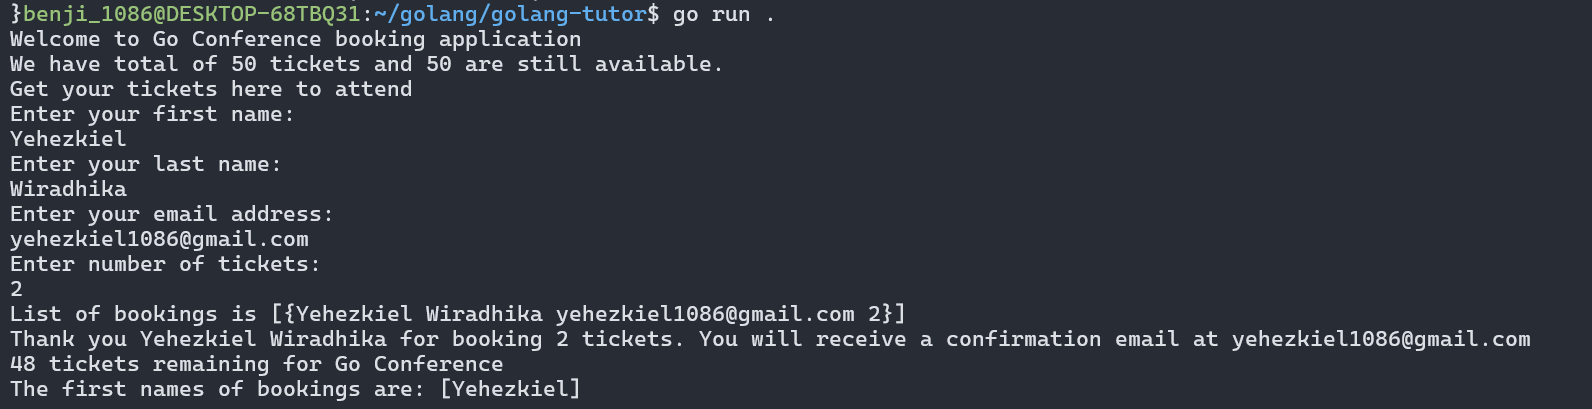 }benji_1086@DESKTOP-68TBQ31:~/golang/golang-tutor$ go run .
Welcome to Go Conference booking application
We have total of 50 tickets and 50 are still available.
Get your tickets here to attend
Enter your first name:
Yehezkiel
Enter your last name:
Wiradhika
Enter your email address:
yehezkiel1086@gmail.com
Enter number of tickets:
2
List of bookings is [{Yehezkiel Wiradhika yehezkiel1086@gmail.com 2}]
Thank you Yehezkiel Wiradhika for booking 2 tickets. You will receive a confirmation email at yehezkiel1086@gmail.com
48 tickets remaining for Go Conference
The first names of bookings are: [Yehezkiel]